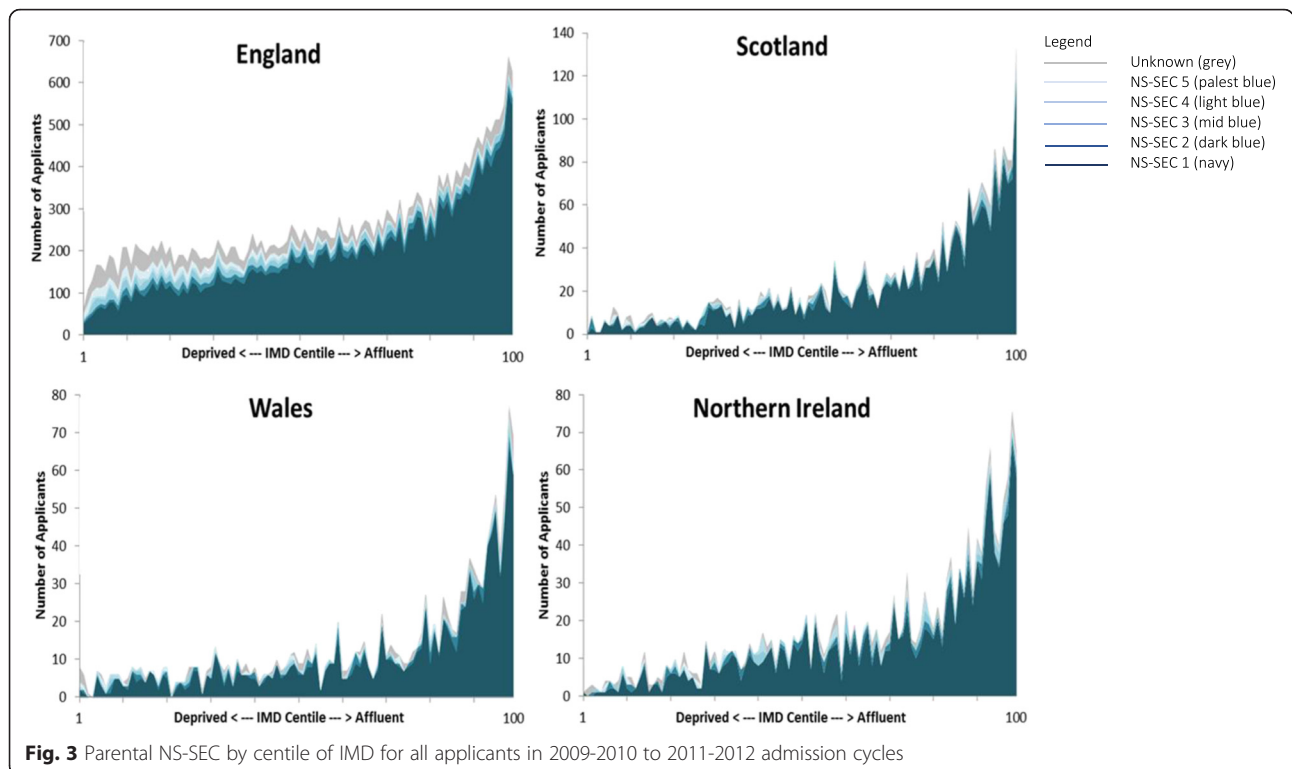 England
Number of Applicants
700
600
500
400
300
200
100
0
1
Deprived < --- IMD Centile --- > Affluent
100
Scotland
Number of Applicants
140
120
100
80
60
40
20
0
1
Deprived < --- IMD Centile --- > Affluent
100
Legend
Unknown (grey)
NS-SEC 5 (palest blue)
NS-SEC 4 (light blue)
NS-SEC 3 (mid blue)
NS-SEC 2 (dark blue)
NS-SEC 1 (navy)
Wales
Number of Applicants
80
70
60
50
40
30
20
10
0
1
Deprived < --- IMD Centile --- > Affluent
100
Northern Ireland
Number of Applicants
80
70
60
50
40
30
20
10
0
1
Deprived < --- IMD Centile --- > Affluent
100
Fig. 3 Parental NS-SEC by centile of IMD for all applicants in 2009-2010 to 2011-2012 admission cycles